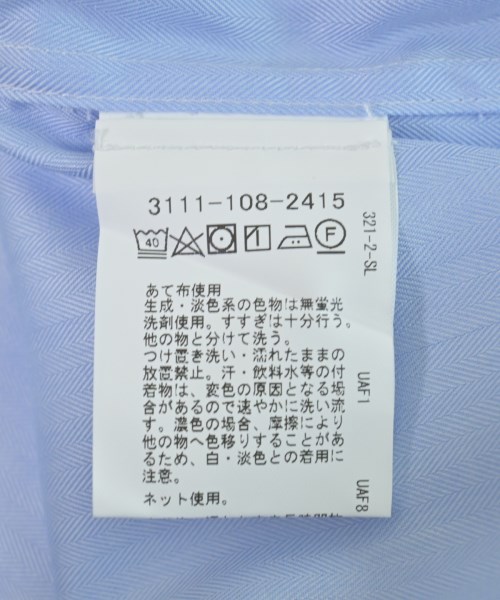 3111-108-2415
40
F
321-2-SL
あて布使用
生成・淡色系の色物は無蛍光
洗剤使用。すすぎは十分行う。
他の物と分けて洗う。
つけ置き洗い・濡れたままの
放置禁止。汗・飲料水等の付
着物は、変色の原因となる場
合があるので速やかに洗い流
す。濃色の場合、摩擦により
他の物へ色移りすることがあ
るため、白・淡色との着用に
注意。
ネット使用。
UAF1
UAF8